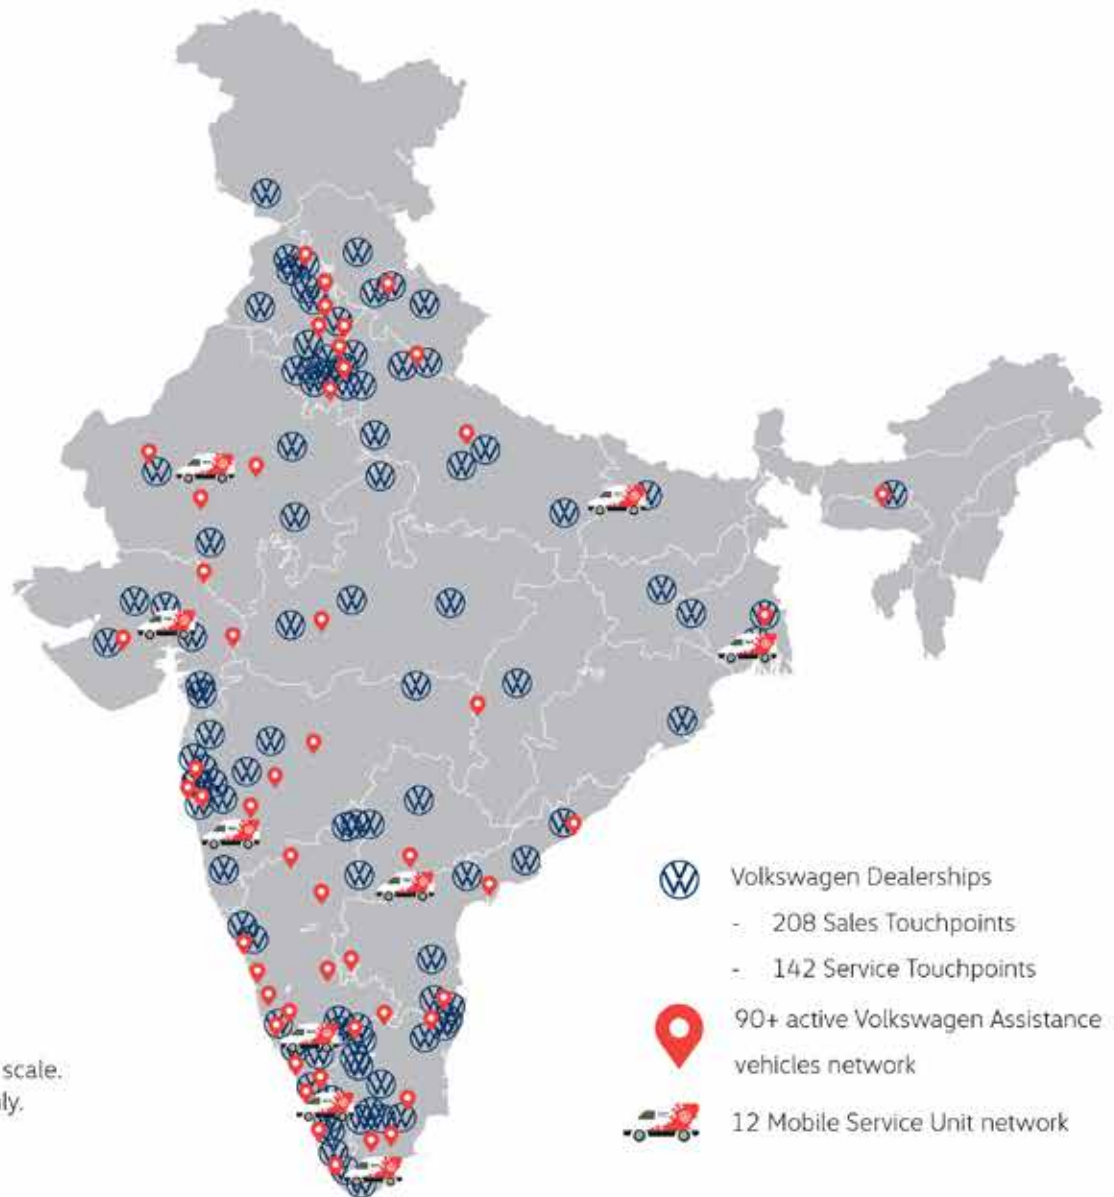 Volkswagen Dealerships
- 208 Sales Touchpoints
- 142 Service Touchpoints
90+ active Volkswagen Assistance
vehicles network
12 Mobile Service Unit network
scale.